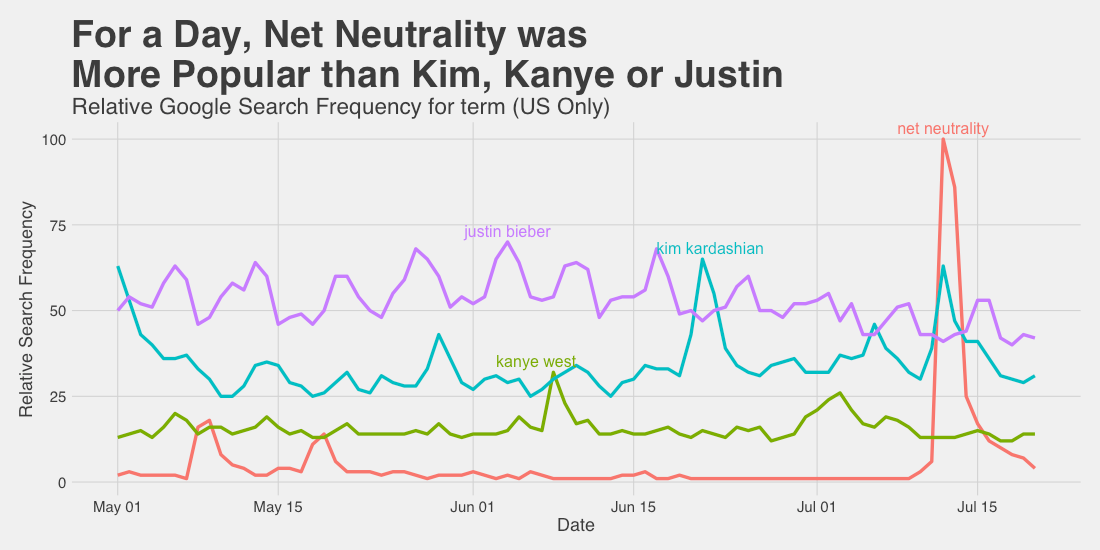 For a Day, Net Neutrality was
More Popular than Kim, Kanye or Justin
Relative Google Search Frequency for term (US Only)
net neutrality
100
75
justin bieber
kim kardashian
50
kanye west
25
0
Relative Search Frequency
May 01
May 15
Jun 01
Jun 15
Jul 01
Jul 15
Date